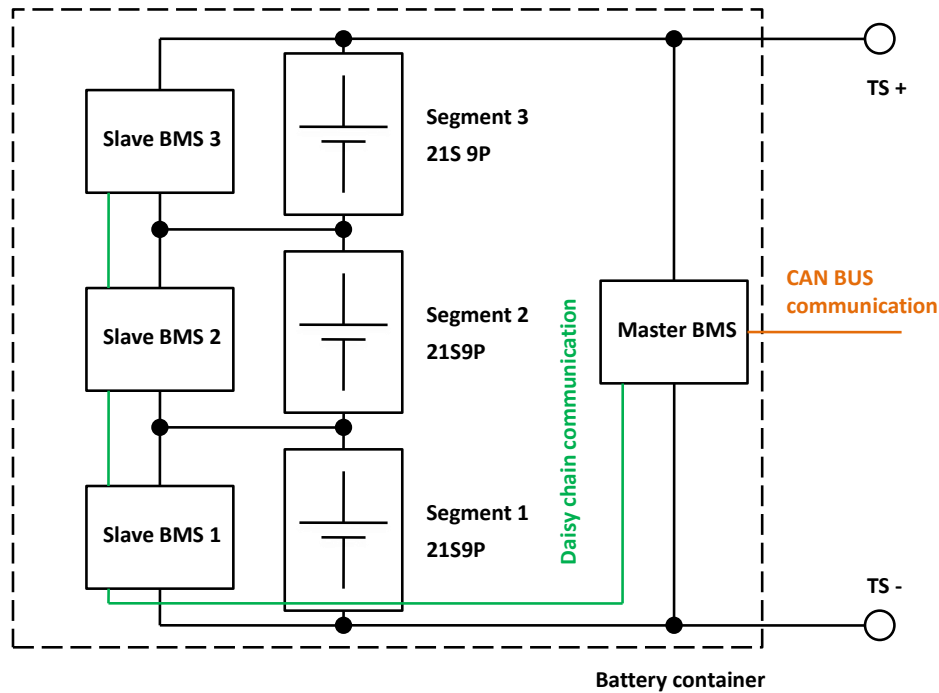 TS +
Slave BMS 3
Segment 3
21S 9P
CAN BUS
communication
Slave BMS 2
Segment 2
21S9P
Master BMS
Daisy chain communication
Slave BMS 1
Segment 1
21S9P
TS -
Battery container